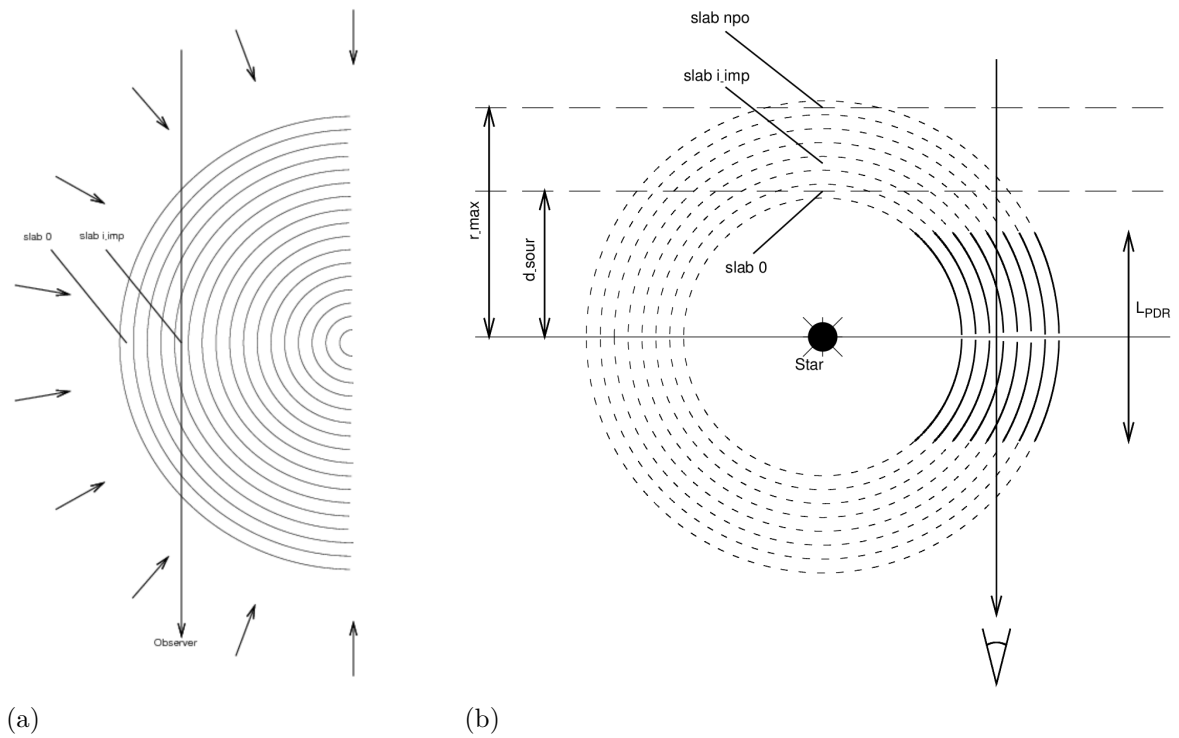 slab npo
slab i_imp
r_max
d_sour
slab 0
L_PDR
Star
slab 0
slab i_imp
Observer
(a)
(b)